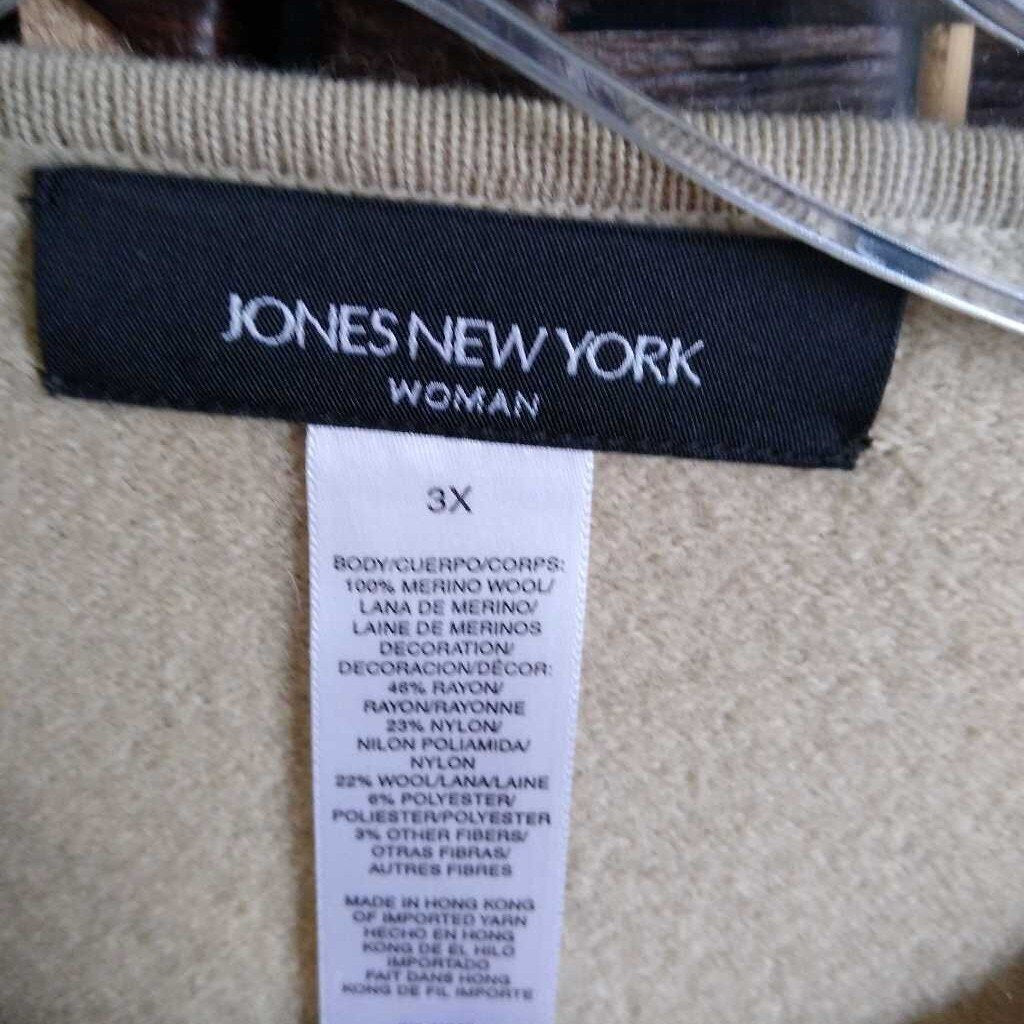 JONES NEW YORK
WOMAN
3X
BODY/CUERPO/CORPS:
100% MERINO WOOL/
LANA DE MERINO/
LAINE DE MERINOS
DECORATION/
DECORACION/DÉCOR:
46% RAYON/
RAYON/RAYONNE
23% NYLON/
NILON POLIAMIDA/
NYLON
22% WOOL/LANA/LAINE
6% POLYESTER/
POLIESTER/POLYESTER
3% OTHER FIBERS/
OTRAS FIBRAS/
AUTRES FIBRES
MADE IN HONG KONG
OF IMPORTED YARN
HECHO EN HONG
KONG DE EL HILO
IMPORTADO
FAIT DANS HONG
KONG DE FIL IMPORTE